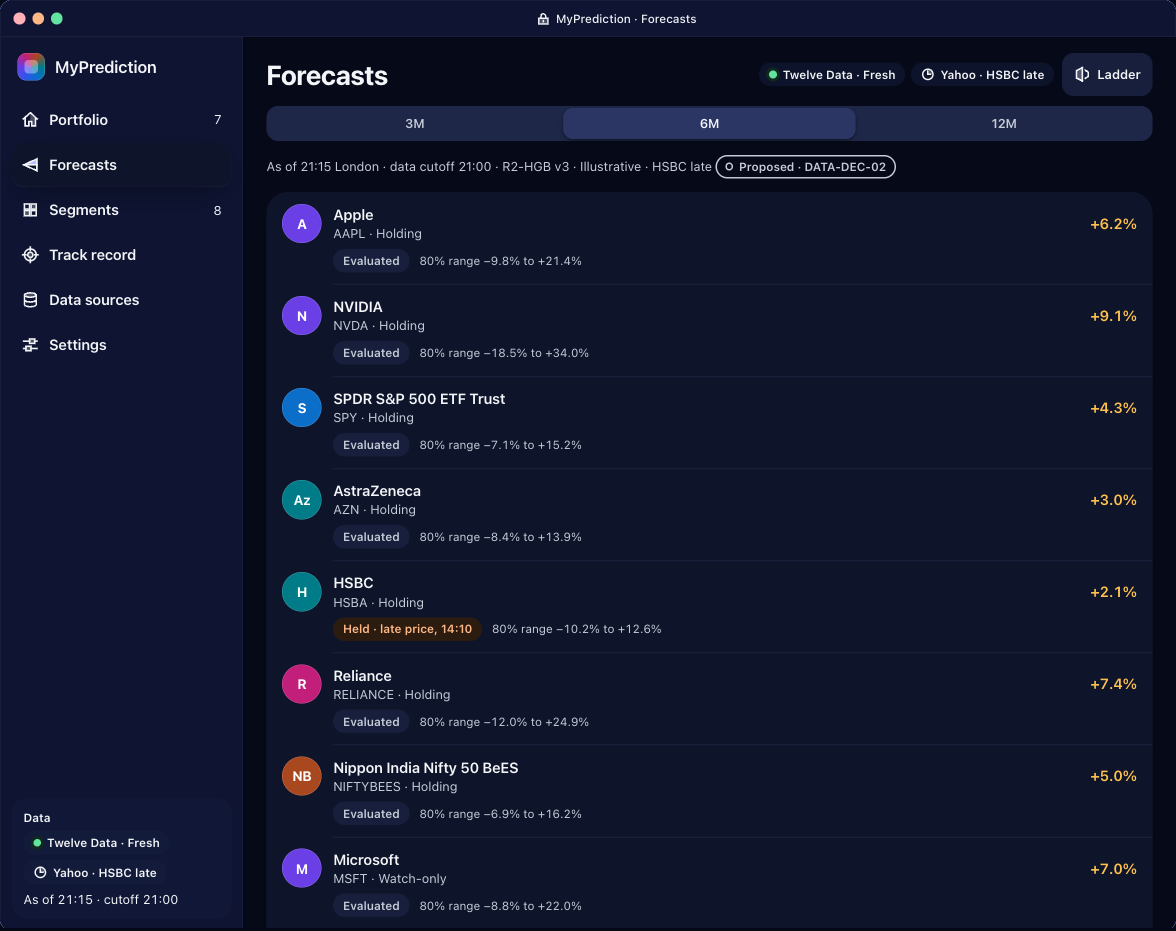 MyPrediction · Forecasts
MyPrediction
Portfolio 7
Forecasts
Segments 8
Track record
Data sources
Settings
Data
Twelve Data · Fresh
Yahoo · HSBC late
As of 21:15 · cutoff 21:00
Forecasts
Twelve Data · Fresh
Yahoo · HSBC late
Ladder
3M
6M
12M
As of 21:15 London · data cutoff 21:00 · R2-HGB v3 · Illustrative · HSBC late
Proposed · DATA-DEC-02
A
Apple
+6.2%
AAPL · Holding
Evaluated 80% range −9.8% to +21.4%
N
NVIDIA
+9.1%
NVDA · Holding
Evaluated 80% range −18.5% to +34.0%
S
SPDR S&P 500 ETF Trust
+4.3%
SPY · Holding
Evaluated 80% range −7.1% to +15.2%
Az
AstraZeneca
+3.0%
AZN · Holding
Evaluated 80% range −8.4% to +13.9%
H
HSBC
+2.1%
HSBA · Holding
Held · late price, 14:10 80% range −10.2% to +12.6%
R
Reliance
+7.4%
RELIANCE · Holding
Evaluated 80% range −12.0% to +24.9%
NB
Nippon India Nifty 50 BeES
+5.0%
NIFTYBEES · Holding
Evaluated 80% range −6.9% to +16.2%
M
Microsoft
+7.0%
MSFT · Watch-only
Evaluated 80% range −8.8% to +22.0%